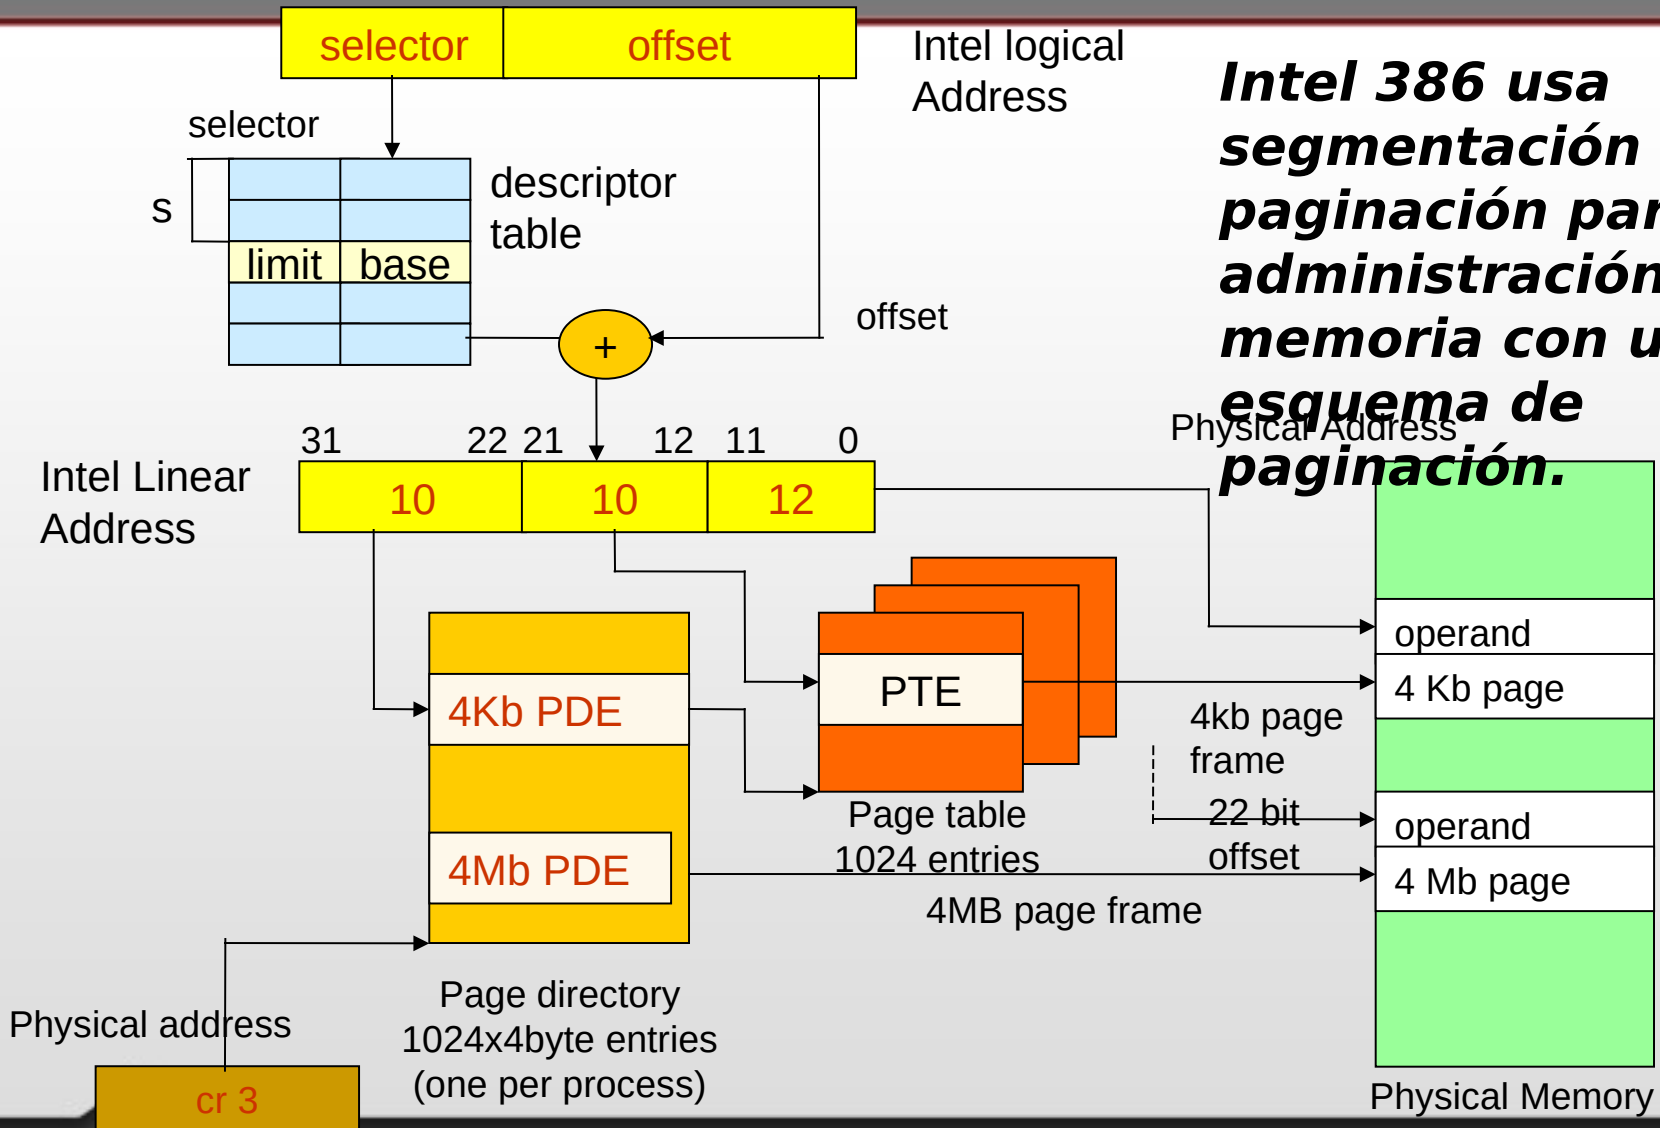 selector offset
Intel logical
Address
Intel 386 usa
segmentación
paginación
administración
memoria con
esquema de
paginación.
selector
s
descriptor
table
limit base
+
offset
31 22 21 12 11 0
Intel Linear
Address
10 10 12
Physical Address
operand
4 Kb page
4Kb PDE
PTE
4kb page
frame
Page table
1024 entries
22 bit
offset
operand
4 Mb page
4Mb PDE
4MB page frame
Page directory
1024x4byte entries
(one per process)
Physical address
cr 3
Physical Memory